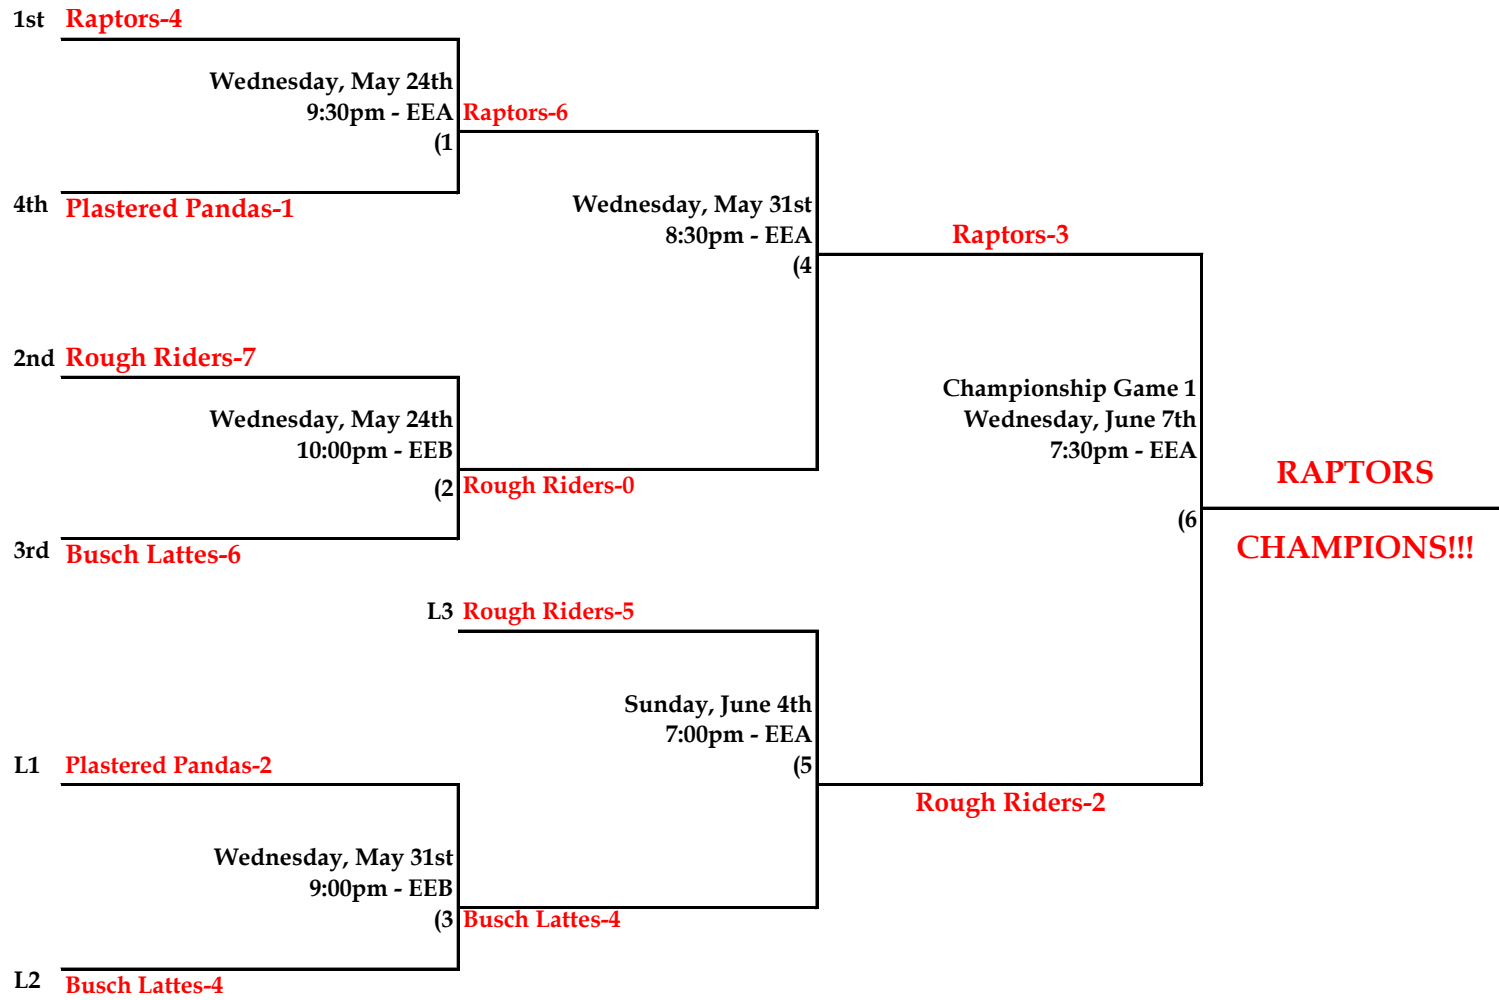 1st Raptors-4
Wednesday, May 24th
9:30pm - EEA
(1
Raptors-6
4th Plastered Pandas-1
Wednesday, May 31st
8:30pm - EEA
(4
Raptors-3
2nd Rough Riders-7
Wednesday, May 24th
10:00pm - EEB
(2
Rough Riders-0
3rd Busch Lattes-6
Championship Game 1
Wednesday, June 7th
7:30pm - EEA
(6
RAPTORS
CHAMPIONS!!!
L3 Rough Riders-5
Sunday, June 4th
7:00pm - EEA
(5
Rough Riders-2
L1 Plastered Pandas-2
Wednesday, May 31st
9:00pm - EEB
(3
Busch Lattes-4
L2 Busch Lattes-4